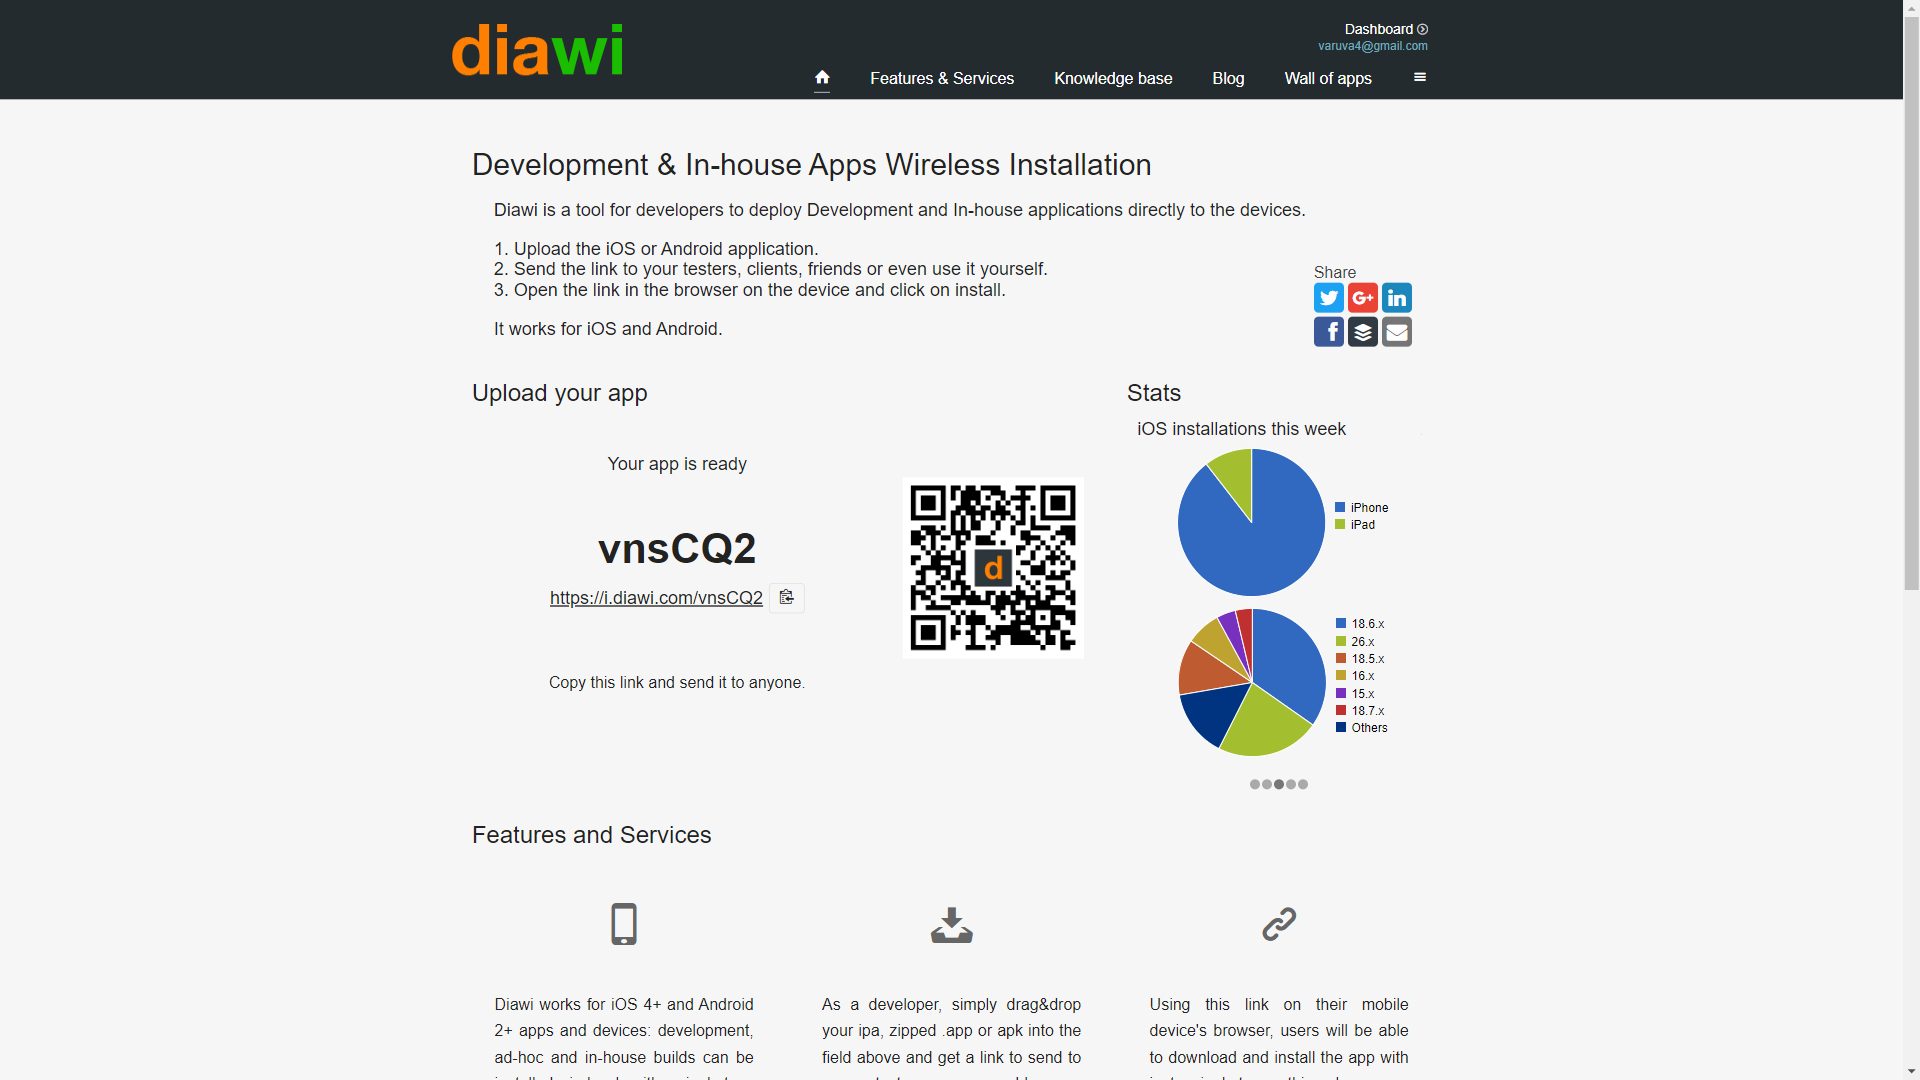 diawi
Dashboard
varuva4@gmail.com
Features & Services
Knowledge base
Blog
Wall of apps
Development & In-house Apps Wireless Installation
Diawi is a tool for developers to deploy Development and In-house applications directly to the devices.
1. Upload the iOS or Android application.
2. Send the link to your testers, clients, friends or even use it yourself.
3. Open the link in the browser on the device and click on install.
It works for iOS and Android.
Share
Upload your app
Your app is ready
vnsCQ2
https://i.diawi.com/vnsCQ2
Copy this link and send it to anyone.
d
Stats
iOS installations this week
iPhone
iPad
18.6.x
26.x
18.5.x
16.x
15.x
18.7.x
Others
Features and Services
Diawi works for iOS 4+ and Android
2+ apps and devices: development,
ad-hoc and in-house builds can be
As a developer, simply drag&drop
your ipa, zipped .app or apk into the
field above and get a link to send to
Using this link on their mobile
device's browser, users will be able
to download and install the app with